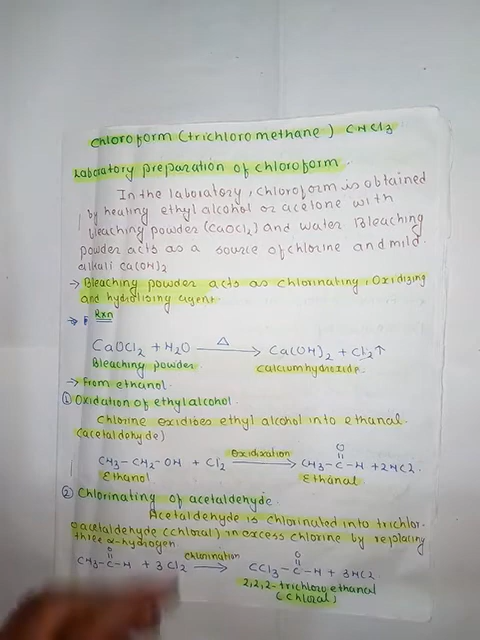 Chloroform (trichloromethane) CHCl3
Laboratory preparation of chloroform.
In the laboratory, chloroform is obtained
by heating ethyl alcohol or acetone with
bleaching powder (CaOCl2) and water Bleaching
powder acts as a source of chlorine and mild
alkali Ca(OH)2
→ Bleaching powder acts as chlorinating, Oxidizing
and hydrolising agent
→ Rxn
CaOCl2 + H2O —Δ→ Ca(OH)2 + Cl2↑
Bleaching powder. calcium hydroxide.
→ From ethanol.
① Oxidation of ethyl alcohol.
Chlorine oxidises ethyl alcohol into ethanal.
(acetaldehyde)
CH3-CH2-OH + Cl2 —Oxidization→ CH3-C(=O)-H + 2HCl.
Ethanol Ethanal
② Chlorinating of acetaldehyde.
Acetaldehyde is chlorinated into trichlor-
oacetaldehyde (chloral) in excess chlorine by replacing
three α-hydrogen.
CH3-C(=O)-H + 3Cl2 —Chlorination→ CCl3-C(=O)-H + 3HCl
2,2,2-trichloroethanal
(chloral)